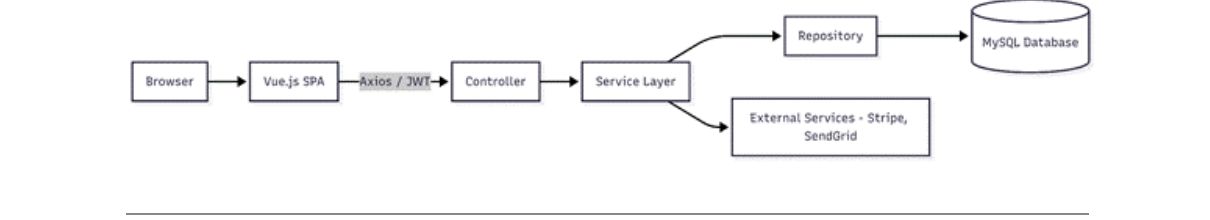 Browser
Vue.js SPA
Axios / JWT
Controller
Service Layer
Repository
MySQL Database
External Services - Stripe,
SendGrid